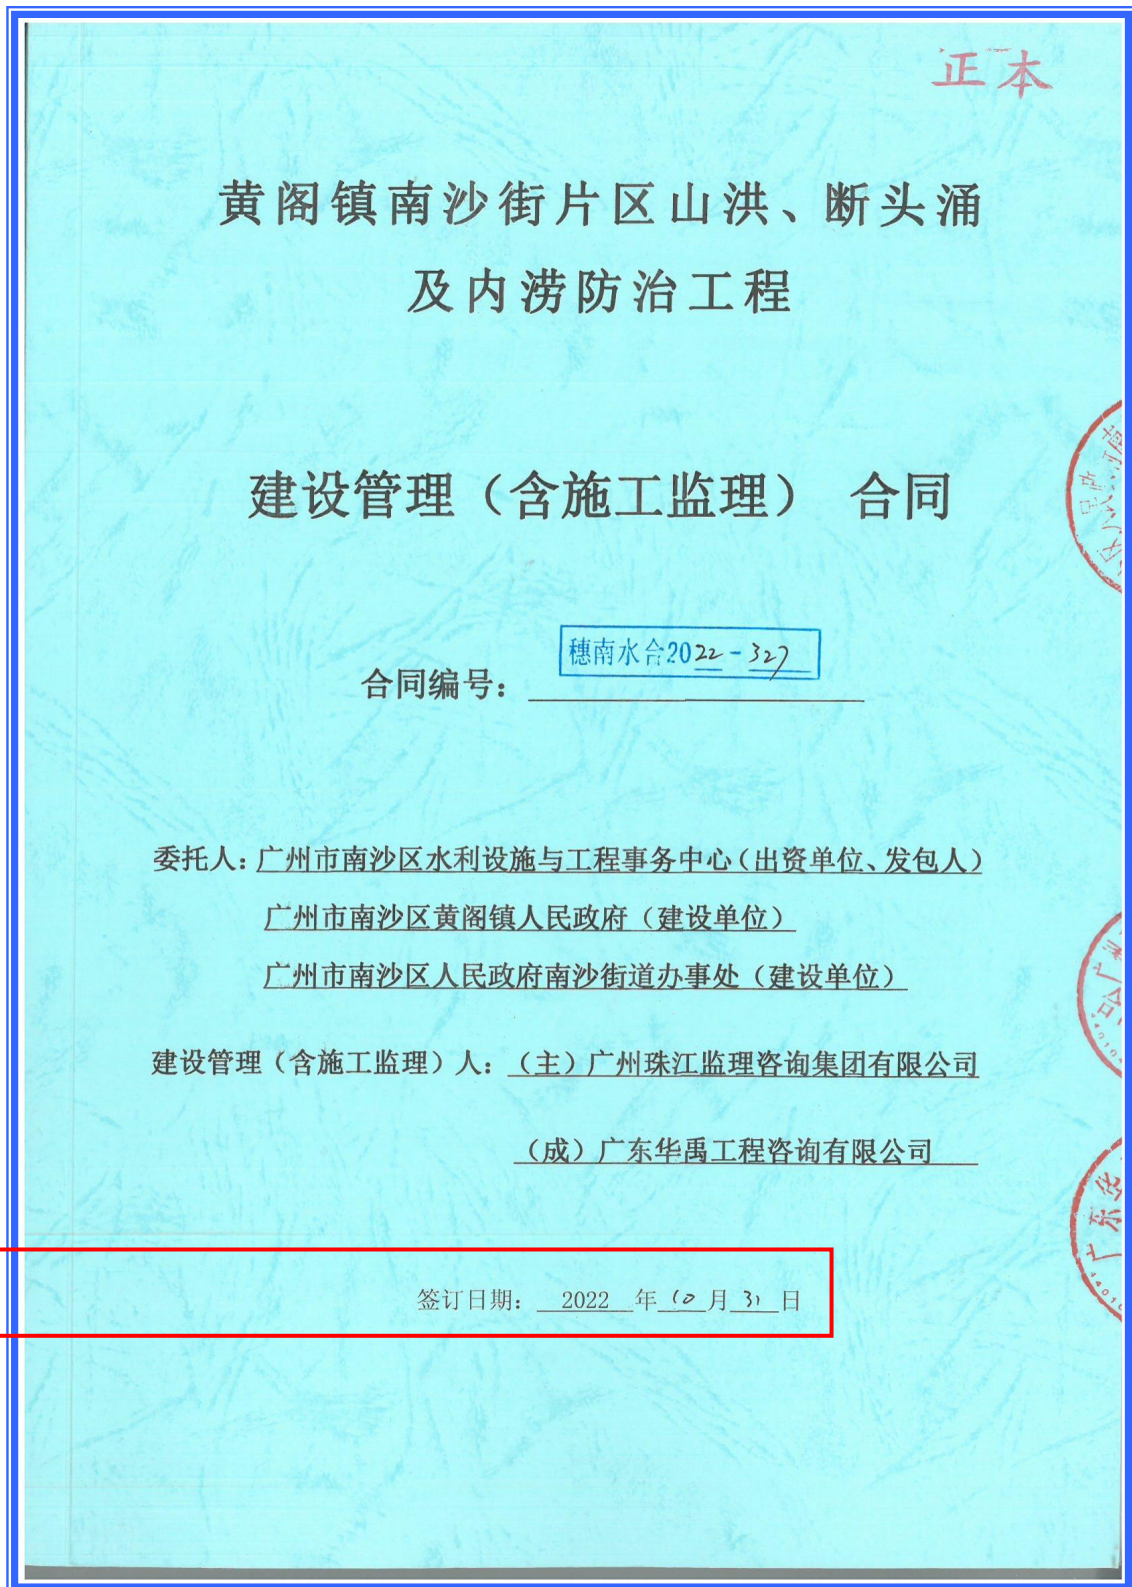 正本
黄阁镇南沙街片区山洪、断头涌
及内涝防治工程
建设管理（含施工监理） 合同
穗南水合2022-327
合同编号：
委托人：广州市南沙区水利设施与工程事务中心（出资单位、发包人）
广州市南沙区黄阁镇人民政府（建设单位）
广州市南沙区人民政府南沙街道办事处（建设单位）
建设管理（含施工监理）人：（主）广州珠江监理咨询集团有限公司
（成）广东华禹工程咨询有限公司
签订日期： 2022 年 10 月 31 日